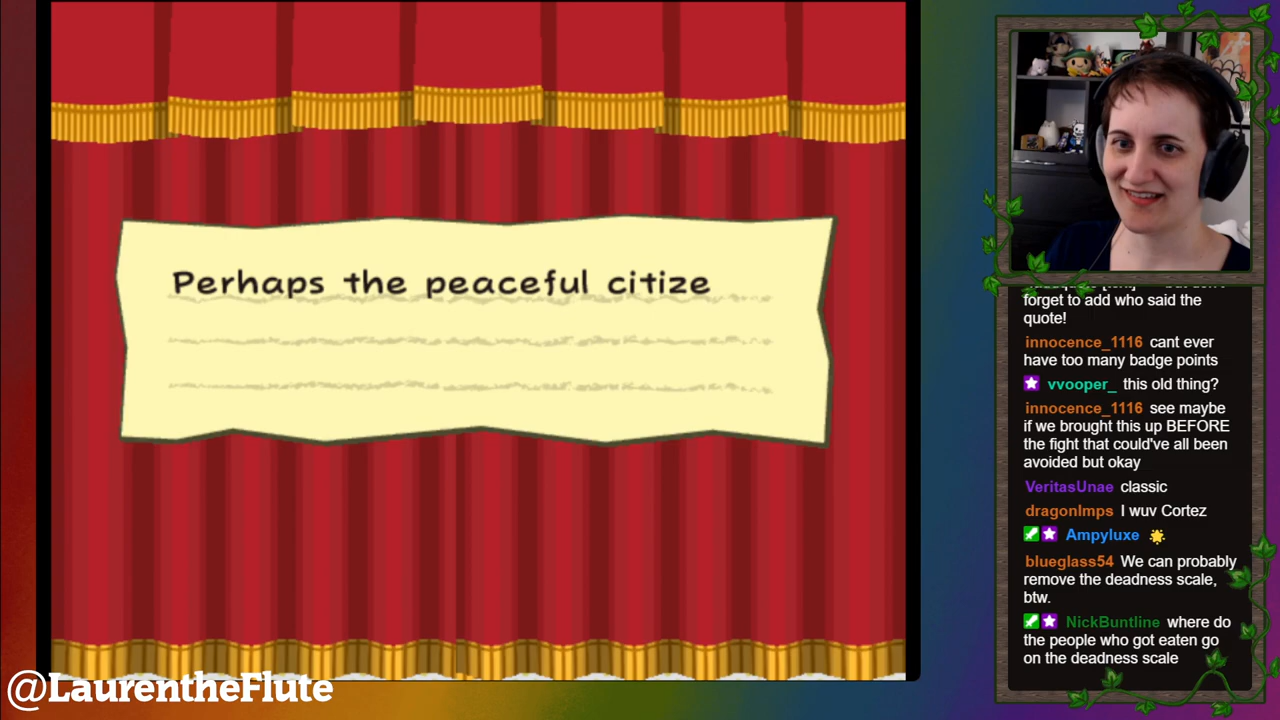 Perhaps the peaceful citize
forget to add who said the
quote!
innocence_1116 cant ever
have too many badge points
vvooper_ this old thing?
innocence_1116 see maybe
if we brought this up BEFORE
the fight that could've all been
avoided but okay
VeritasUnae classic
dragonImps I wuv Cortez
Ampyluxe
blueglass54 We can probably
remove the deadness scale,
btw.
NickBuntline where do
the people who got eaten go
on the deadness scale
@LaurentheFlute